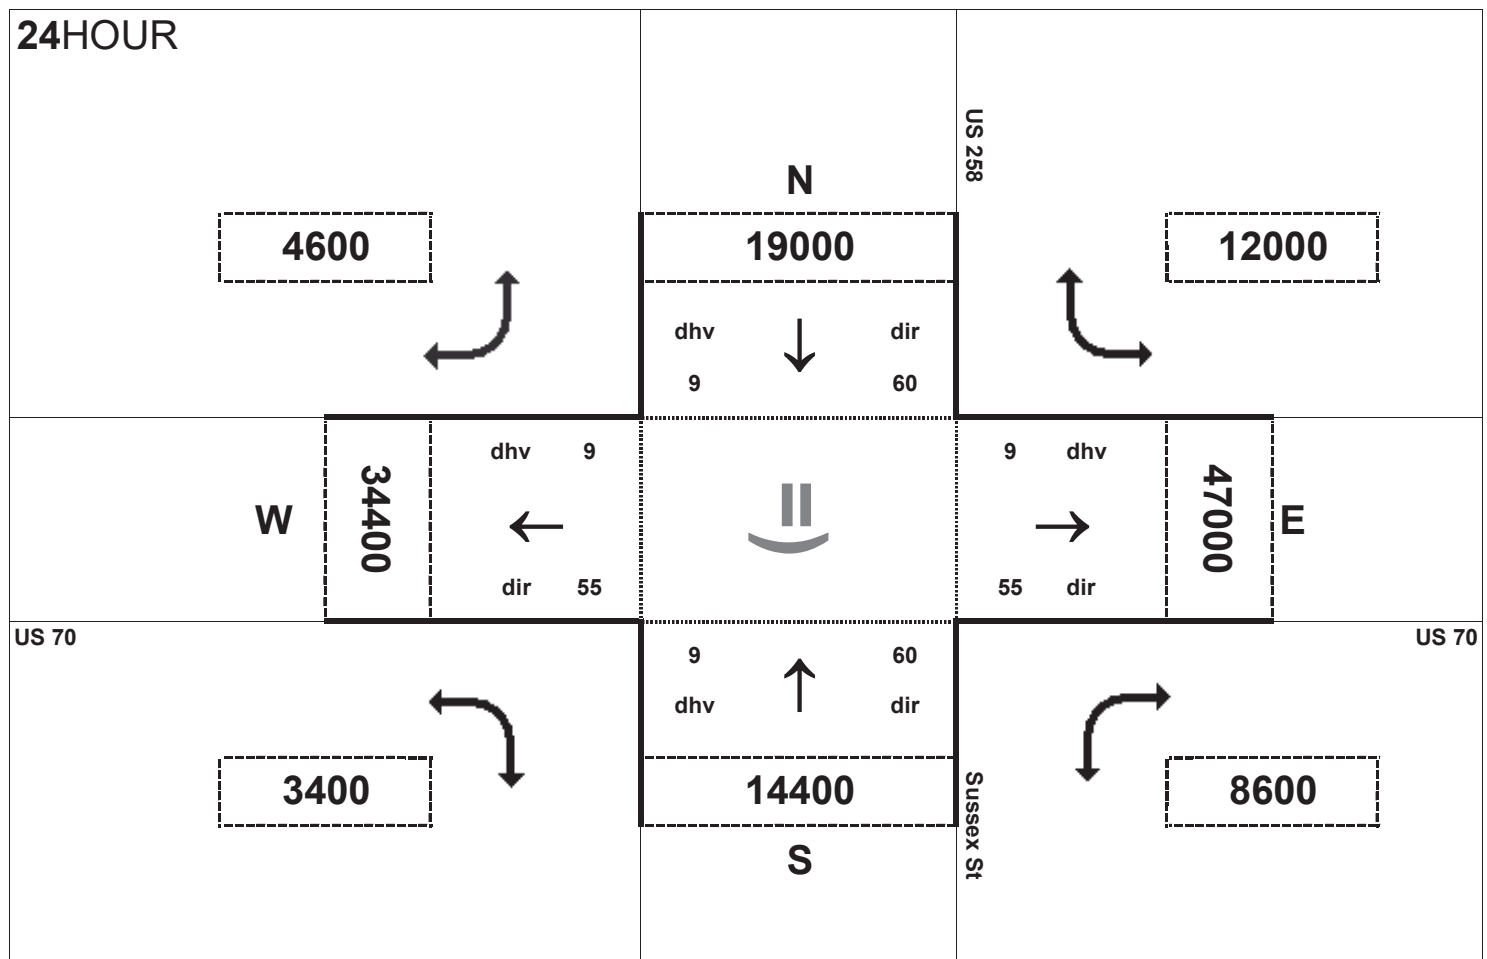 24HOUR
US 258
N
4600
19000
12000
dhv dir
9 60
dhv 9
9 dhv
W
34400
47000
E
dir 55
55 dir
US 70
US 70
9 60
dhv dir
3400
14400
8600
Sussex St
S